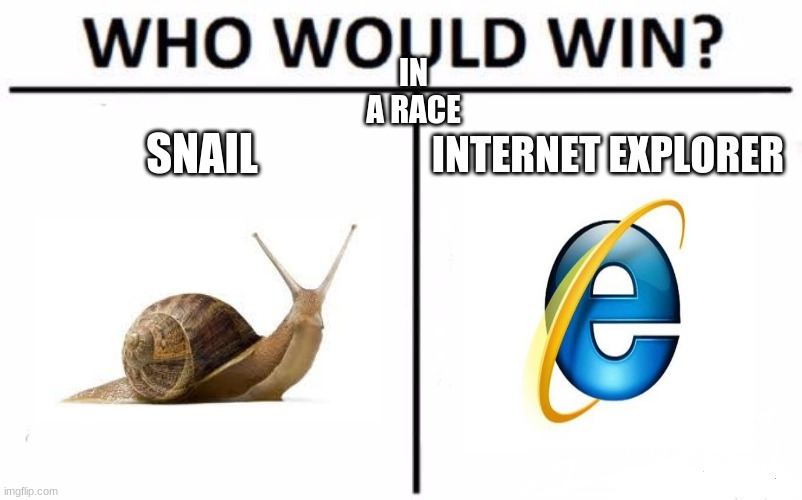 WHO WOULD WIN?
IN
A RACE
SNAIL
INTERNET EXPLORER
e
imgflip.com